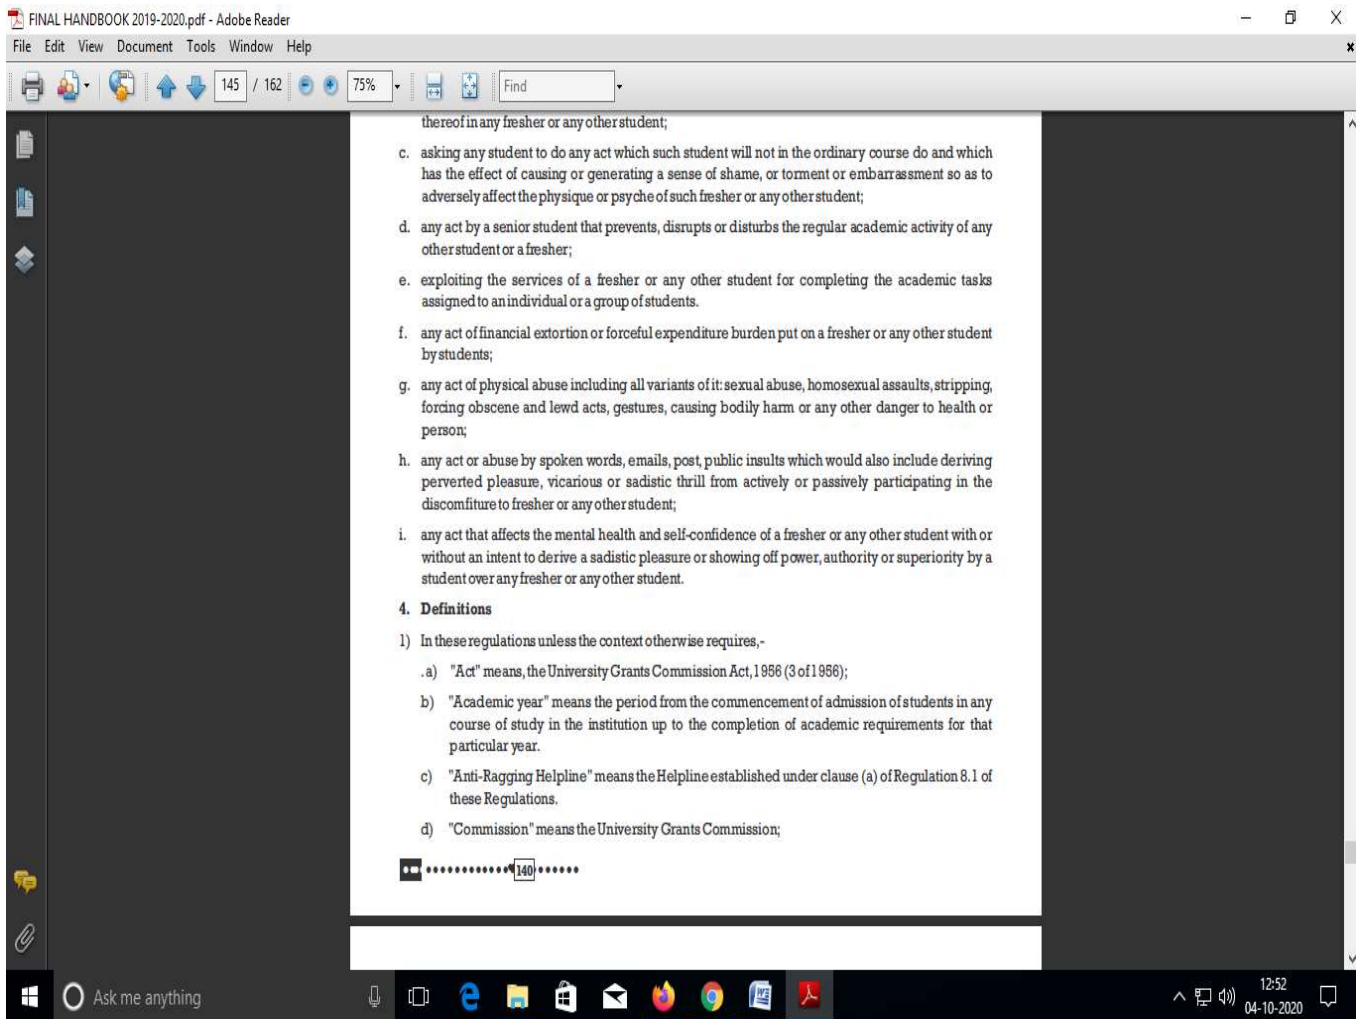 FINAL HANDBOOK 2019-2020.pdf - Adobe Reader
File Edit View Document Tools Window Help
145 / 162 75% Find
thereof in any fresher or any other student;
c. asking any student to do any act which such student will not in the ordinary course do and which
has the effect of causing or generating a sense of shame, or torment or embarrassment so as to
adversely affect the physique or psyche of such fresher or any other student;
d. any act by a senior student that prevents, disrupts or disturbs the regular academic activity of any
other student or a fresher;
e. exploiting the services of a fresher or any other student for completing the academic tasks
assigned to an individual or a group of students.
f. any act of financial extortion or forceful expenditure burden put on a fresher or any other student
by students;
g. any act of physical abuse including all variants of it: sexual abuse, homosexual assaults, stripping,
forcing obscene and lewd acts, gestures, causing bodily harm or any other danger to health or
person;
h. any act or abuse by spoken words, emails, post, public insults which would also include deriving
perverted pleasure, vicarious or sadistic thrill from actively or passively participating in the
discomfiture to fresher or any other student;
i. any act that affects the mental health and self-confidence of a fresher or any other student with or
without an intent to derive a sadistic pleasure or showing off power, authority or superiority by a
student over any fresher or any other student.
4. Definitions
1) In these regulations unless the context otherwise requires,-
.a) "Act" means, the University Grants Commission Act, 1956 (3 of 1956);
b) "Academic year" means the period from the commencement of admission of students in any
course of study in the institution up to the completion of academic requirements for that
particular year.
c) "Anti-Ragging Helpline" means the Helpline established under clause (a) of Regulation 8.1 of
these Regulations.
d) "Commission" means the University Grants Commission;
140
Ask me anything
12:52
04-10-2020